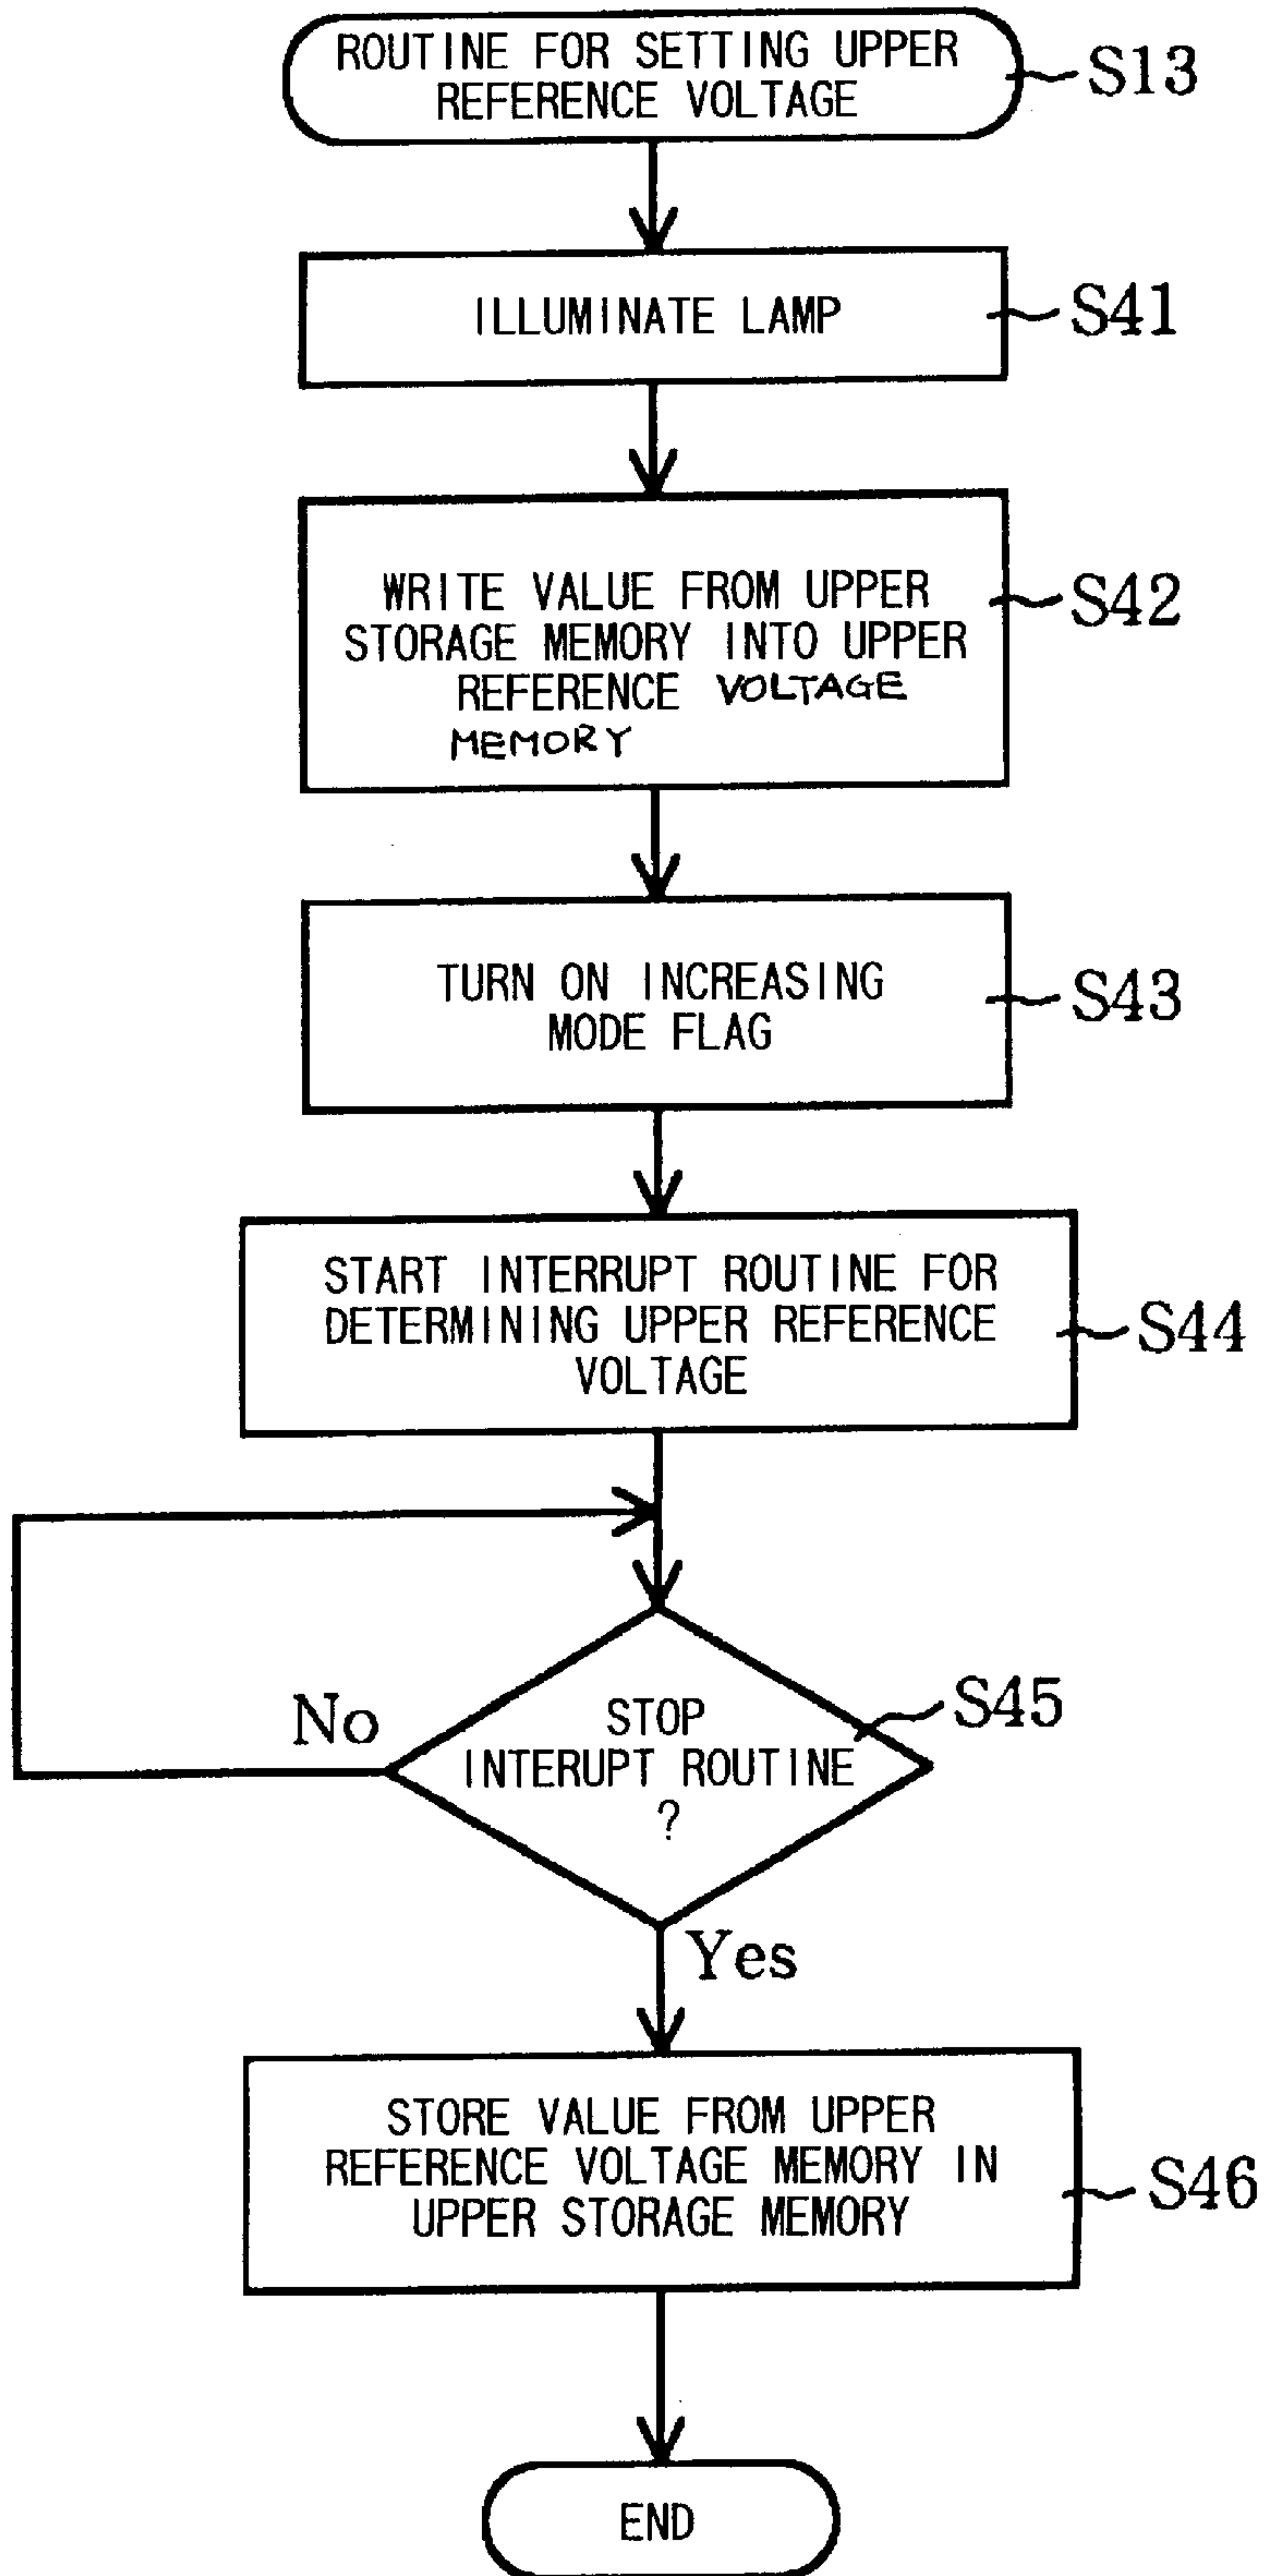 ROUTINE FOR SETTING UPPER
REFERENCE VOLTAGE
S13
ILLUMINATE LAMP
S41
WRITE VALUE FROM UPPER
STORAGE MEMORY INTO UPPER
REFERENCE VOLTAGE
MEMORY
S42
TURN ON INCREASING
MODE FLAG
S43
START INTERRUPT ROUTINE FOR
DETERMINING UPPER REFERENCE
VOLTAGE
S44
STOP
INTERUPT ROUTINE
?
S45
No
Yes
STORE VALUE FROM UPPER
REFERENCE VOLTAGE MEMORY IN
UPPER STORAGE MEMORY
S46
END